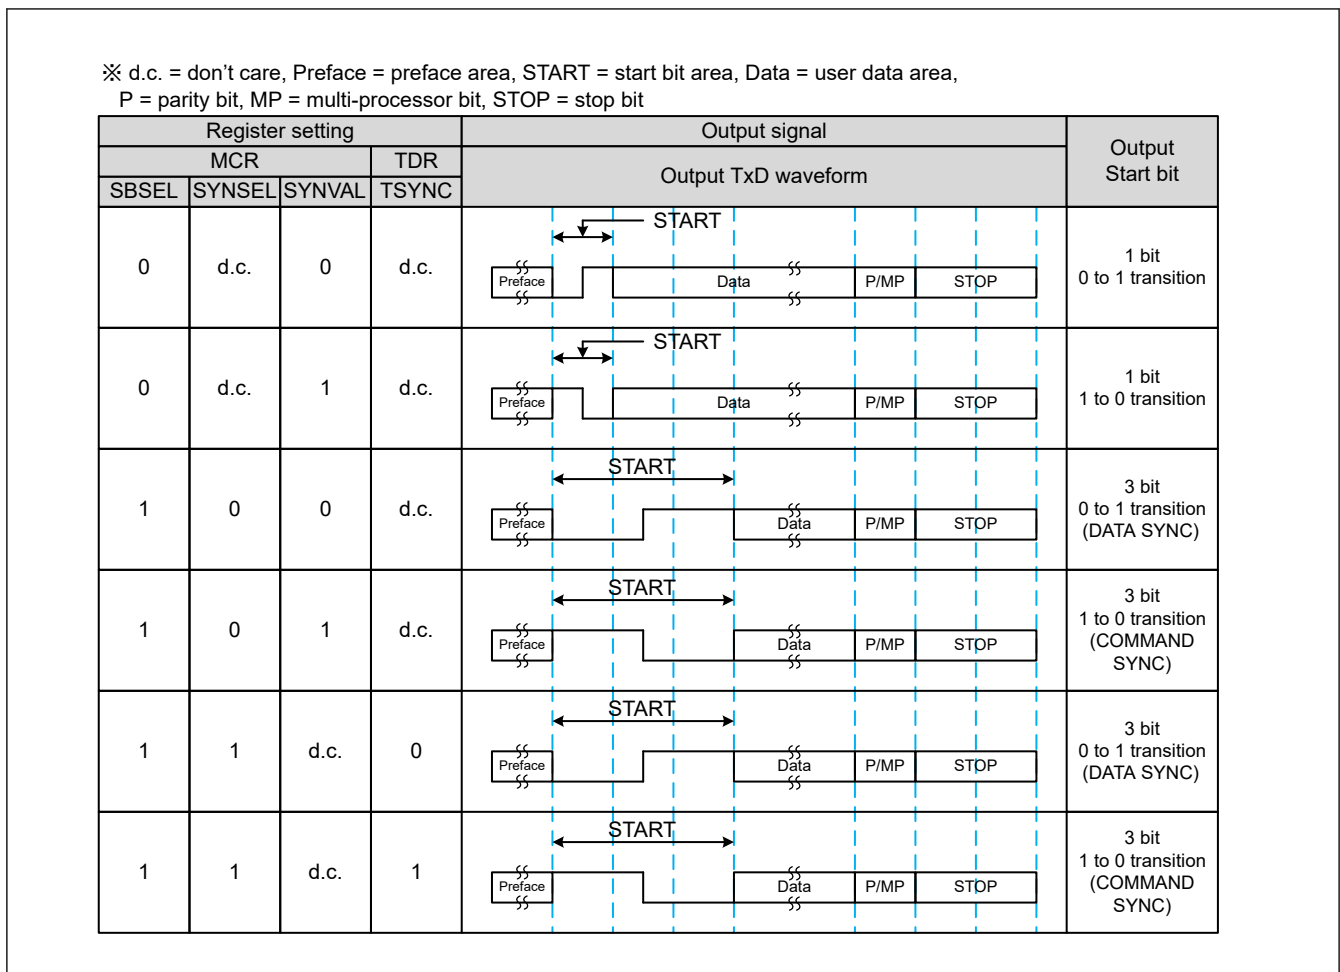 ※ d.c. = don't care, Preface = preface area, START = start bit area, Data = user data area,
P = parity bit, MP = multi-processor bit, STOP = stop bit
Register setting
Output signal
Output
Start bit
MCR
TDR
Output TxD waveform
SBSEL
SYNSEL
SYNVAL
TSYNC
0
d.c.
0
d.c.
START
Preface
Data
P/MP
STOP
1 bit
0 to 1 transition
0
d.c.
1
d.c.
START
Preface
Data
P/MP
STOP
1 bit
1 to 0 transition
1
0
0
d.c.
START
Preface
Data
P/MP
STOP
3 bit
0 to 1 transition
(DATA SYNC)
1
0
1
d.c.
START
Preface
Data
P/MP
STOP
3 bit
1 to 0 transition
(COMMAND
SYNC)
1
1
d.c.
0
START
Preface
Data
P/MP
STOP
3 bit
0 to 1 transition
(DATA SYNC)
1
1
d.c.
1
START
Preface
Data
P/MP
STOP
3 bit
1 to 0 transition
(COMMAND
SYNC)